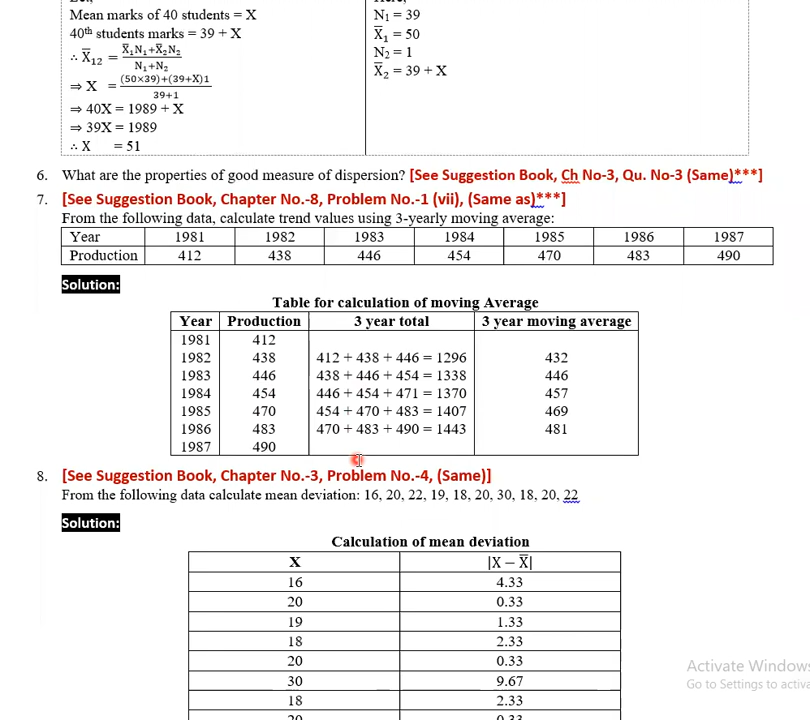 Mean marks of 40 students = X
40th students marks = 39 + X
∴ X̅12 = (X̅1N1+X̅2N2)/(N1+N2)
⇒ X = ((50×39)+(39+X)1)/(39+1)
⇒ 40X = 1989 + X
⇒ 39X = 1989
∴ X = 51
N1 = 39
X̅1 = 50
N2 = 1
X̅2 = 39 + X
6. What are the properties of good measure of dispersion? [See Suggestion Book, Ch No-3, Qu. No-3 (Same)***]
7. [See Suggestion Book, Chapter No.-8, Problem No.-1 (vii), (Same as)***]
From the following data, calculate trend values using 3-yearly moving average:
Year 1981 1982 1983 1984 1985 1986 1987
Production 412 438 446 454 470 483 490
Solution:
Table for calculation of moving Average
Year Production 3 year total 3 year moving average
1981 412
1982 438 412 + 438 + 446 = 1296 432
1983 446 438 + 446 + 454 = 1338 446
1984 454 446 + 454 + 471 = 1370 457
1985 470 454 + 470 + 483 = 1407 469
1986 483 470 + 483 + 490 = 1443 481
1987 490
8. [See Suggestion Book, Chapter No.-3, Problem No.-4, (Same)]
From the following data calculate mean deviation: 16, 20, 22, 19, 18, 20, 30, 18, 20, 22
Solution:
Calculation of mean deviation
X |X − X̅|
16 4.33
20 0.33
19 1.33
18 2.33
20 0.33
30 9.67
18 2.33
20 0.33
Activate Windows
Go to Settings to activa